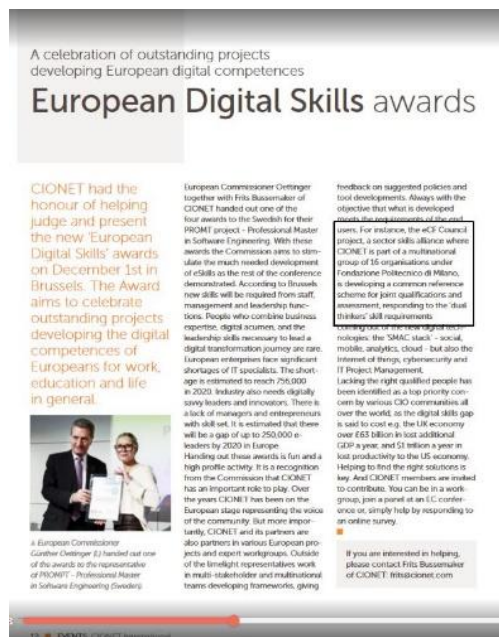 A celebration of outstanding projects
developing European digital competences
European Digital Skills awards
CIONET had the
honour of helping
judge and present
the new 'European
Digital Skills' awards
on December 1st in
Brussels. The Award
aims to celebrate
outstanding projects
developing the digital
competences of
Europeans for work,
education and life
in general.
European Commissioner
Günther Oettinger (l) handed out one
of the awards to the representative
of PROMPT - Professional Master
in Software Engineering (Sweden).
European Commissioner Oettinger
together with Frits Bussemaker of
CIONET handed out one of the
four awards to the Swedish for their
PROMT project - Professional Master
in Software Engineering. With these
awards the Commission aims to stim-
ulate the much needed development
of eSkills as the rest of the conference
demonstrated. According to Brussels
new skills will be required from staff,
management and leadership func-
tions. People who combine business
expertise, digital acumen, and the
leadership skills necessary to lead a
digital transformation journey are rare.
European enterprises face significant
shortages of IT specialists. The short-
age is estimated to reach 756,000
in 2020. Industry also needs digitally
savvy leaders and innovators. There is
a lack of managers and entrepreneurs
with skill set. It is estimated that there
will be a gap of up to 250,000 e-
leaders by 2020 in Europe.
Handing out these awards is fun and a
high profile activity. It is a recognition
from the Commission that CIONET
has an important role to play. Over
the years CIONET has been on the
European stage representing the voice
of the community. But more impor-
tantly, CIONET and its partners are
also partners in various European pro-
jects and expert workgroups. Outside
of the limelight representatives work
in multi-stakeholder and multinational
teams developing frameworks, giving
feedback on suggested policies and
tool developments. Always with the
objective that what is developed
meets the requirements of the end
users. For instance, the eCF Council
project, a sector skills alliance where
CIONET is part of a multinational
group of 16 organisations under
Fondazione Politecnico di Milano,
is developing a common reference
scheme for joint qualifications and
assessment, responding to the 'dual
thinkers' skill requirements
coming out of the new digital tech-
nologies: the 'SMAC stack' - social,
mobile, analytics, cloud - but also the
Internet of things, cybersecurity and
IT Project Management.
Lacking the right qualified people has
been identified as a top priority con-
cern by various CIO communities all
over the world, as the digital skills gap
is said to cost e.g. the UK economy
over £63 billion in lost additional
GDP a year, and $1 trillion a year in
lost productivity to the US economy.
Helping to find the right solutions is
key. And CIONET members are invited
to contribute. You can be in a work-
group, join a panel at an EC confer-
ence or, simply help by responding to
an online survey.
If you are interested in helping,
please contact Frits Bussemaker
of CIONET: frits@cionet.com